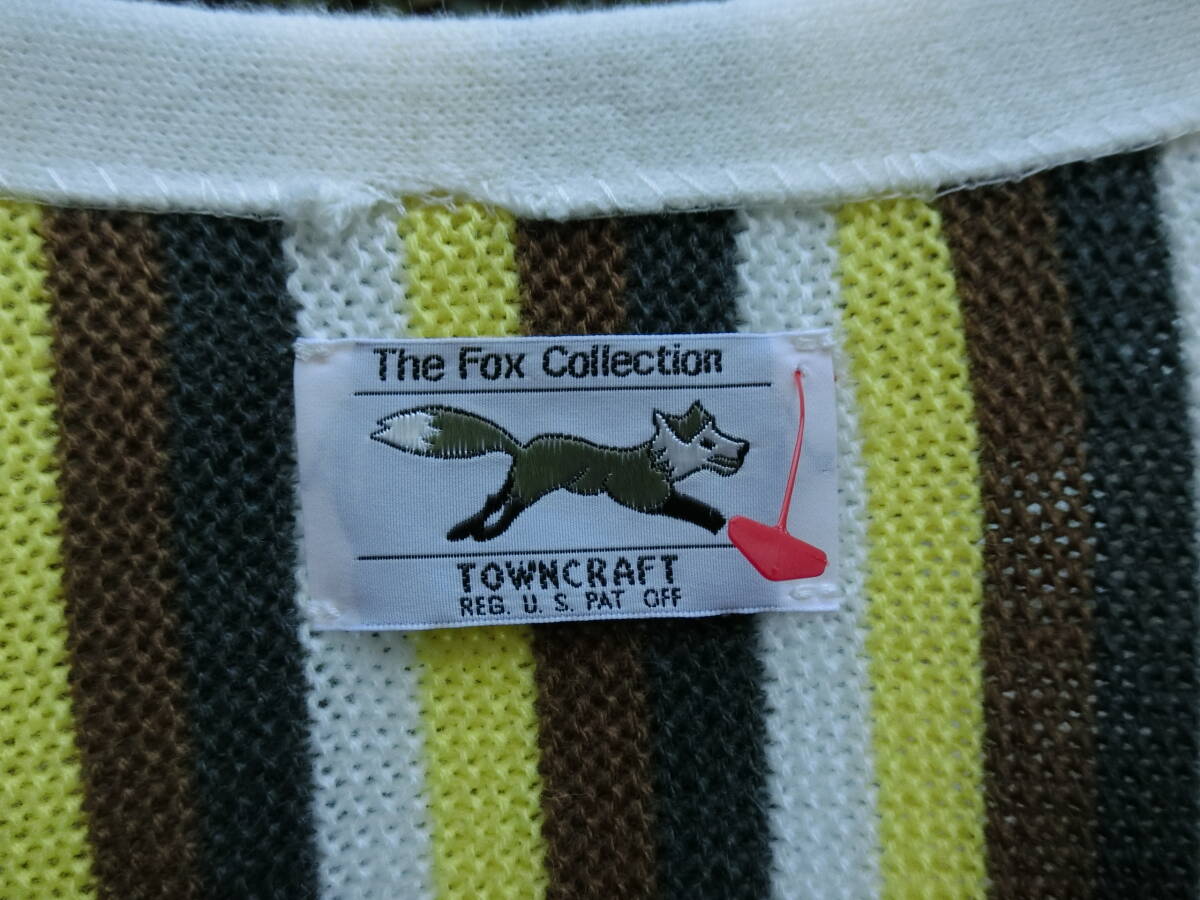 The Fox Collection
TOWNCRAFT
REG. U. S. PAT OFF